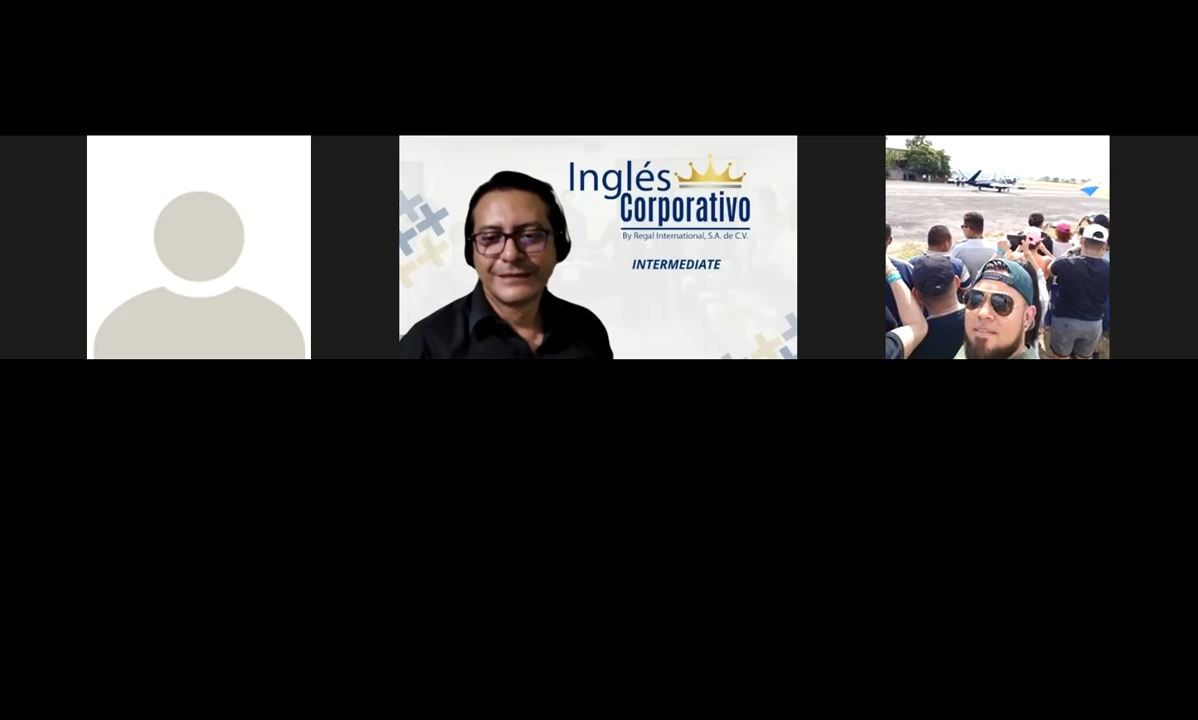 Inglés
Corporativo
By Regal International, S.A. de C.V.
INTERMEDIATE